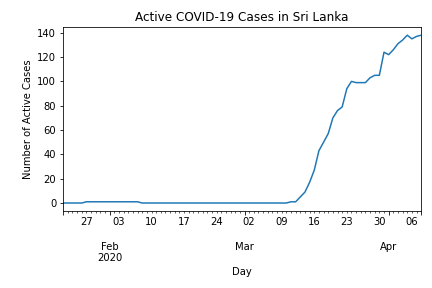 Active COVID-19 Cases in Sri Lanka
140
120
100
80
60
40
20
0
Number of Active Cases
27 03 10 17 24 02 09 16 23 30 06
Feb Mar Apr
2020
Day